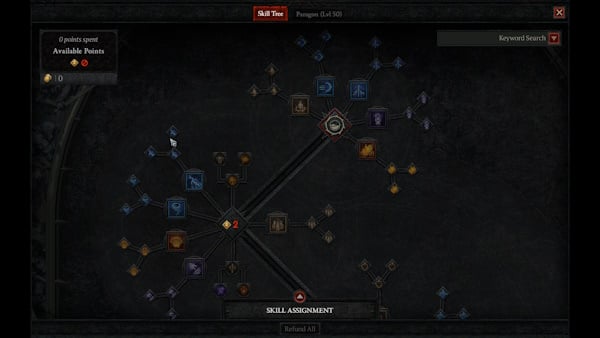 Skill Tree
Paragon (Lvl 50)
0 points spent
Available Points
0
Keyword Search
2
SKILL ASSIGNMENT
Refund All